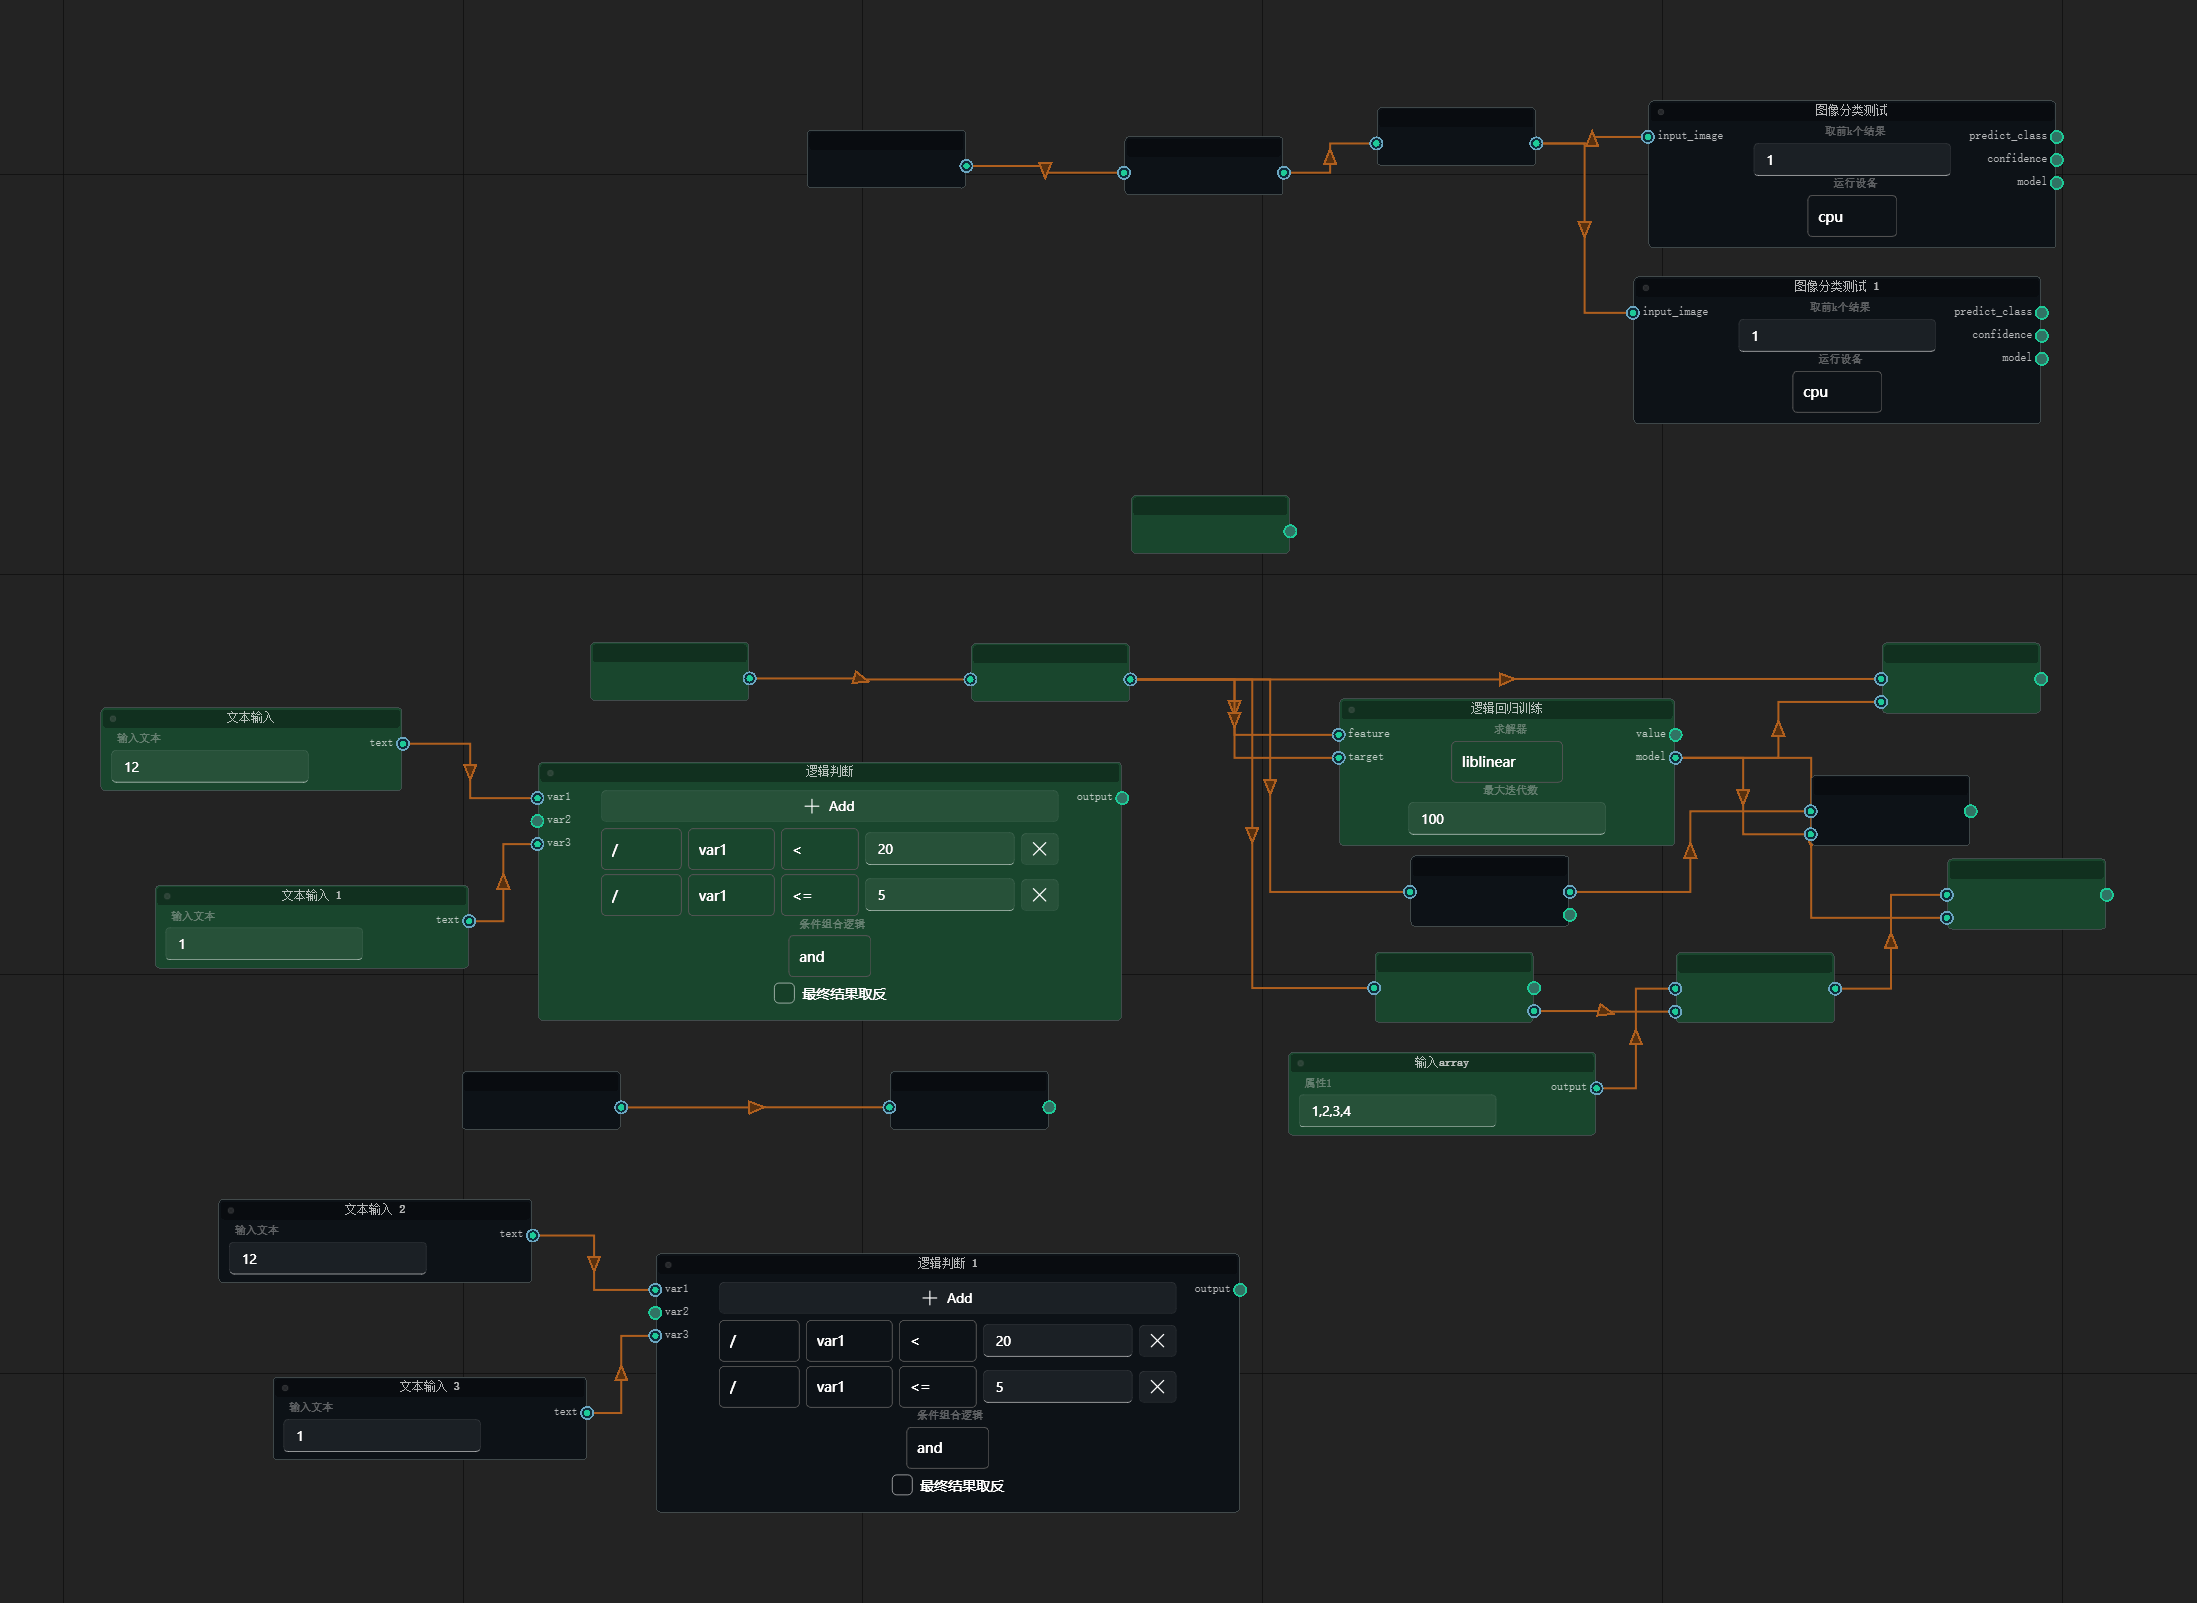 图像分类测试
取前k个结果
input_image
predict_class
1
confidence
运行设备
model
cpu
图像分类测试 1
取前k个结果
input_image
predict_class
1
confidence
运行设备
model
cpu
文本输入
输入文本
text
12
文本输入 1
输入文本
text
1
逻辑判断
var1
var2
var3
output
Add
/ var1 < 20
/ var1 <= 5
条件组合逻辑
and
最终结果取反
逻辑回归训练
求解器
feature
value
target
model
liblinear
最大迭代数
100
输入array
属性1
output
1,2,3,4
文本输入 2
输入文本
text
12
文本输入 3
输入文本
text
1
逻辑判断 1
var1
var2
var3
output
Add
/ var1 < 20
/ var1 <= 5
条件组合逻辑
and
最终结果取反